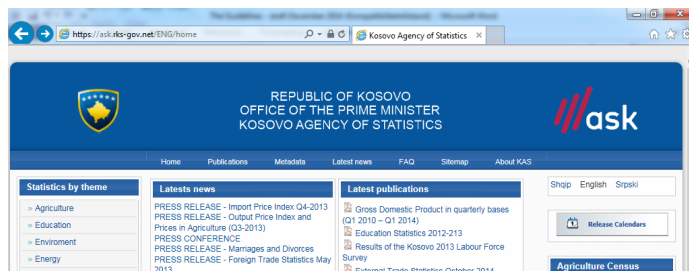 https://ask.rks-gov.net/ENG/home
Kosovo Agency of Statistics
REPUBLIC OF KOSOVO
OFFICE OF THE PRIME MINISTER
KOSOVO AGENCY OF STATISTICS
ask
Home Publications Metadata Latest news FAQ Sitemap About KAS
Statistics by theme
» Agriculture
» Education
» Enviroment
» Energy
Latests news
PRESS RELEASE - Import Price Index Q4-2013
PRESS RELEASE - Output Price Index and
Prices in Agriculture (Q3-2013)
PRESS CONFERENCE
PRESS RELEASE - Marriages and Divorces
PRESS RELEASE - Foreign Trade Statistics May
2013
Latest publications
Gross Domestic Product in quarterly bases
(Q1 2010 – Q1 2014)
Education Statistics 2012-213
Results of the Kosovo 2013 Labour Force
Survey
External Trade Statistics October 2014
Shqip English Srpski
Release Calendars
Agriculture Census